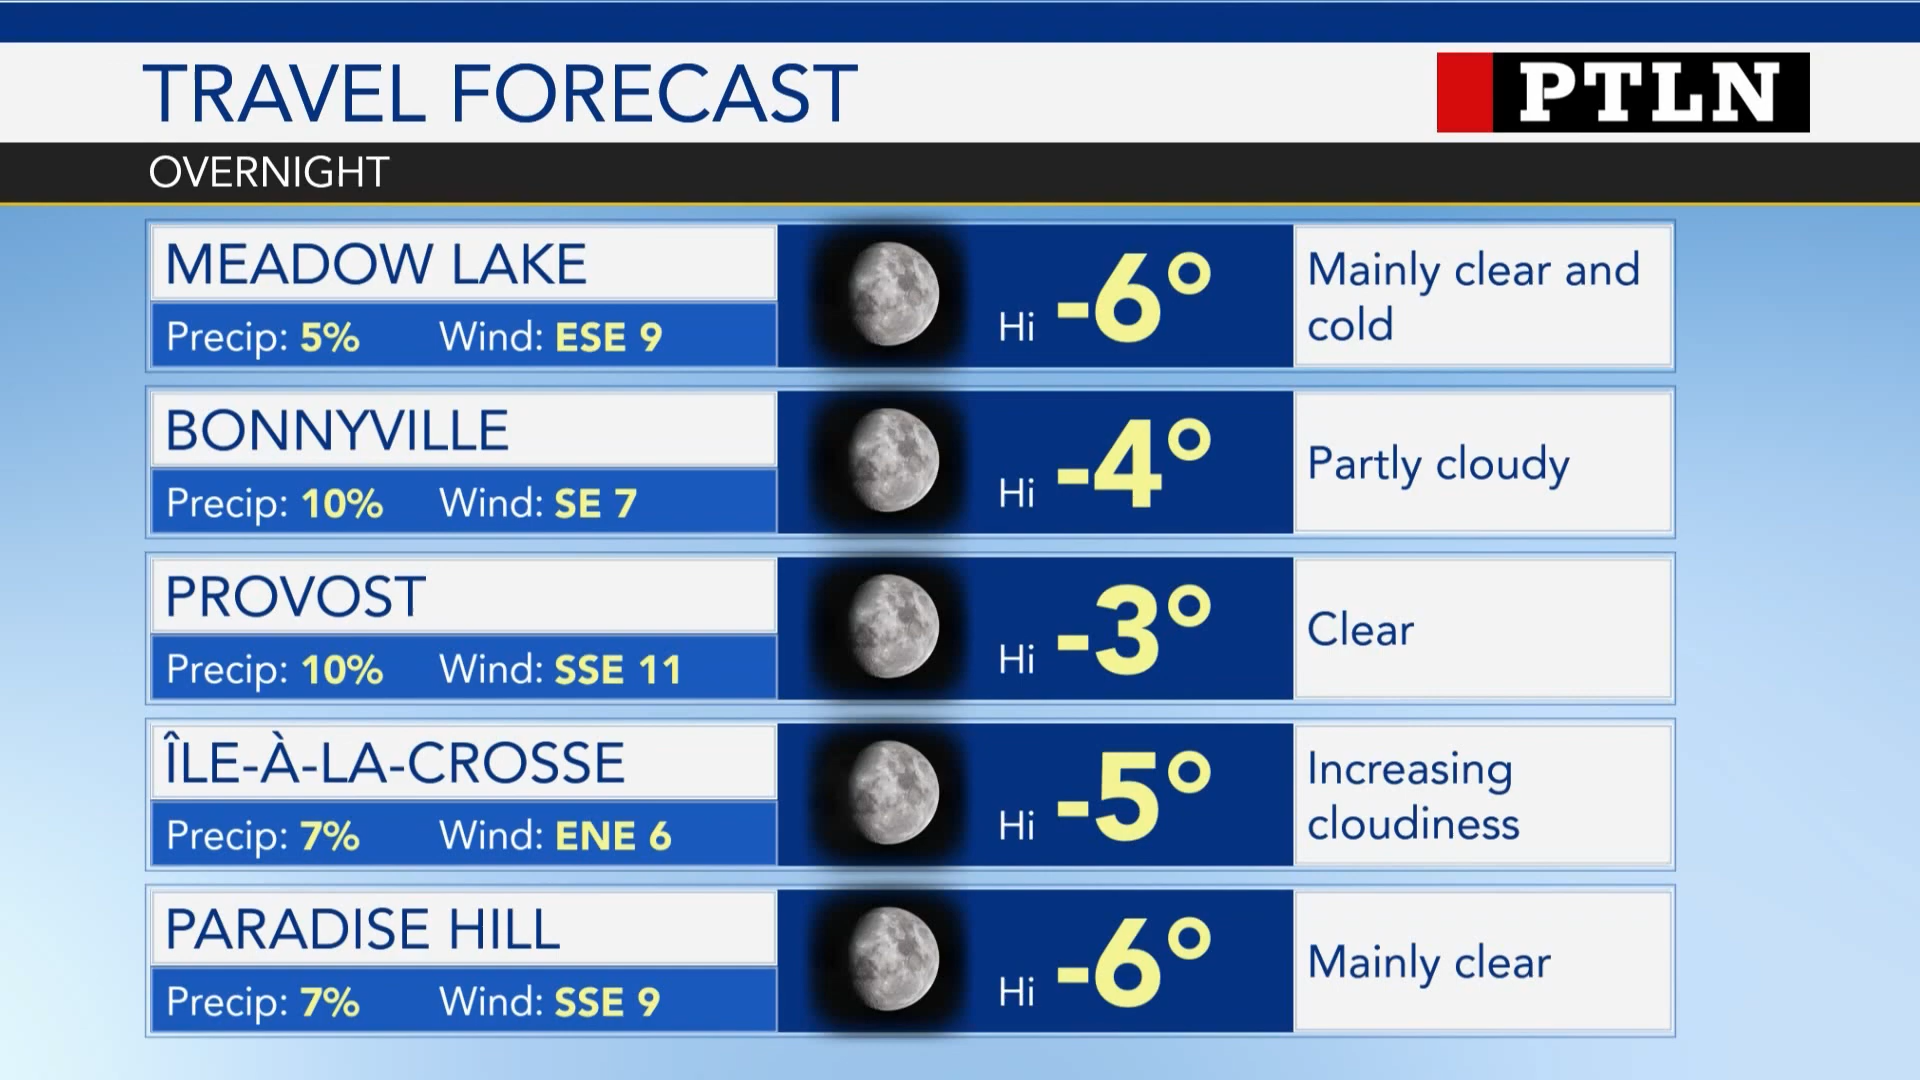 TRAVEL FORECAST
PTLN
OVERNIGHT
MEADOW LAKE
Precip: 5% Wind: ESE 9
Hi -6°
Mainly clear and
cold
BONNYVILLE
Precip: 10% Wind: SE 7
Hi -4°
Partly cloudy
PROVOST
Precip: 10% Wind: SSE 11
Hi -3°
Clear
ÎLE-À-LA-CROSSE
Precip: 7% Wind: ENE 6
Hi -5°
Increasing
cloudiness
PARADISE HILL
Precip: 7% Wind: SSE 9
Hi -6°
Mainly clear